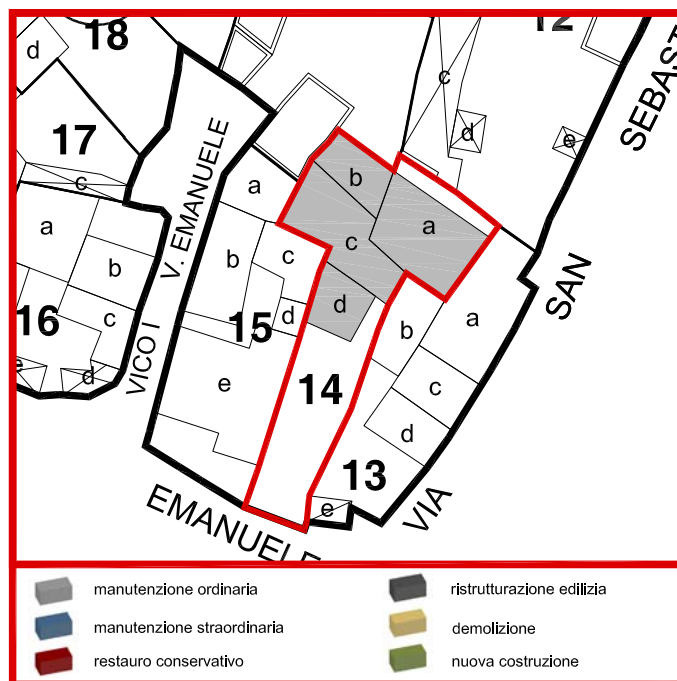 18
12
d
c
SEBAST
17
d
e
c
V. EMANUELE
b
a
a
a
b
c
c
b
SAN
16
c
d
d
a
15
b
e
d
VICO I
14
c
e
d
13
EMANUELE
e
VIA
manutenzione ordinaria
ristrutturazione edilizia
manutenzione straordinaria
demolizione
restauro conservativo
nuova costruzione